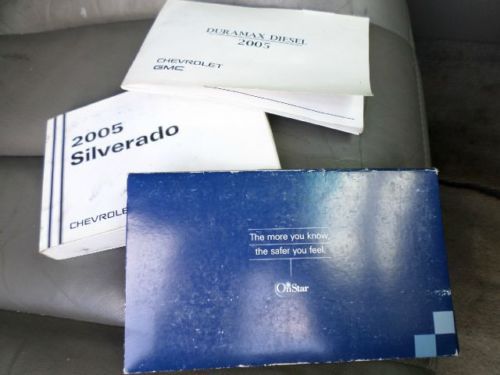 DURAMAX DIESEL
2005
CHEVROLET
GMC
2005
Silverado
CHEVROLET
The more you know,
the safer you feel.
OnStar